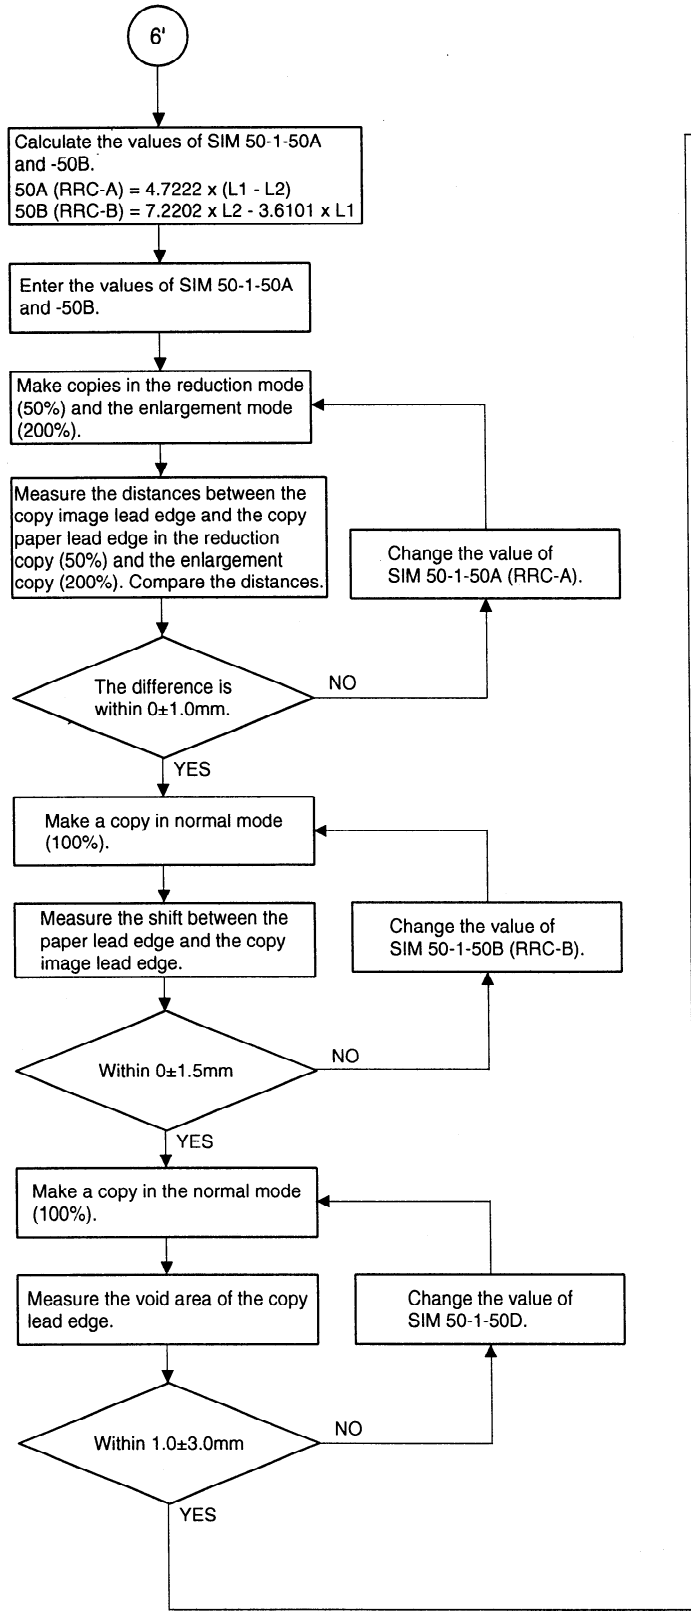 6'
Calculate the values of SIM 50-1-50A
and -50B.
50A (RRC-A) = 4.7222 x (L1 - L2)
50B (RRC-B) = 7.2202 x L2 - 3.6101 x L1
Enter the values of SIM 50-1-50A
and -50B.
Make copies in the reduction mode
(50%) and the enlargement mode
(200%).
Measure the distances between the
copy image lead edge and the copy
paper lead edge in the reduction
copy (50%) and the enlargement
copy (200%). Compare the distances.
Change the value of
SIM 50-1-50A (RRC-A).
The difference is
within 0±1.0mm.
NO
YES
Make a copy in normal mode
(100%).
Measure the shift between the
paper lead edge and the copy
image lead edge.
Change the value of
SIM 50-1-50B (RRC-B).
Within 0±1.5mm
NO
YES
Make a copy in the normal mode
(100%).
Measure the void area of the copy
lead edge.
Change the value of
SIM 50-1-50D.
Within 1.0±3.0mm
NO
YES